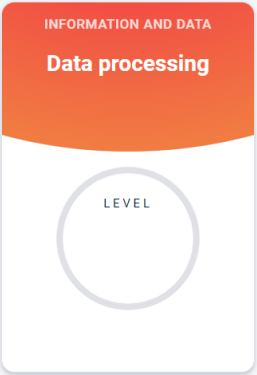 INFORMATION AND DATA
Data processing
LEVEL